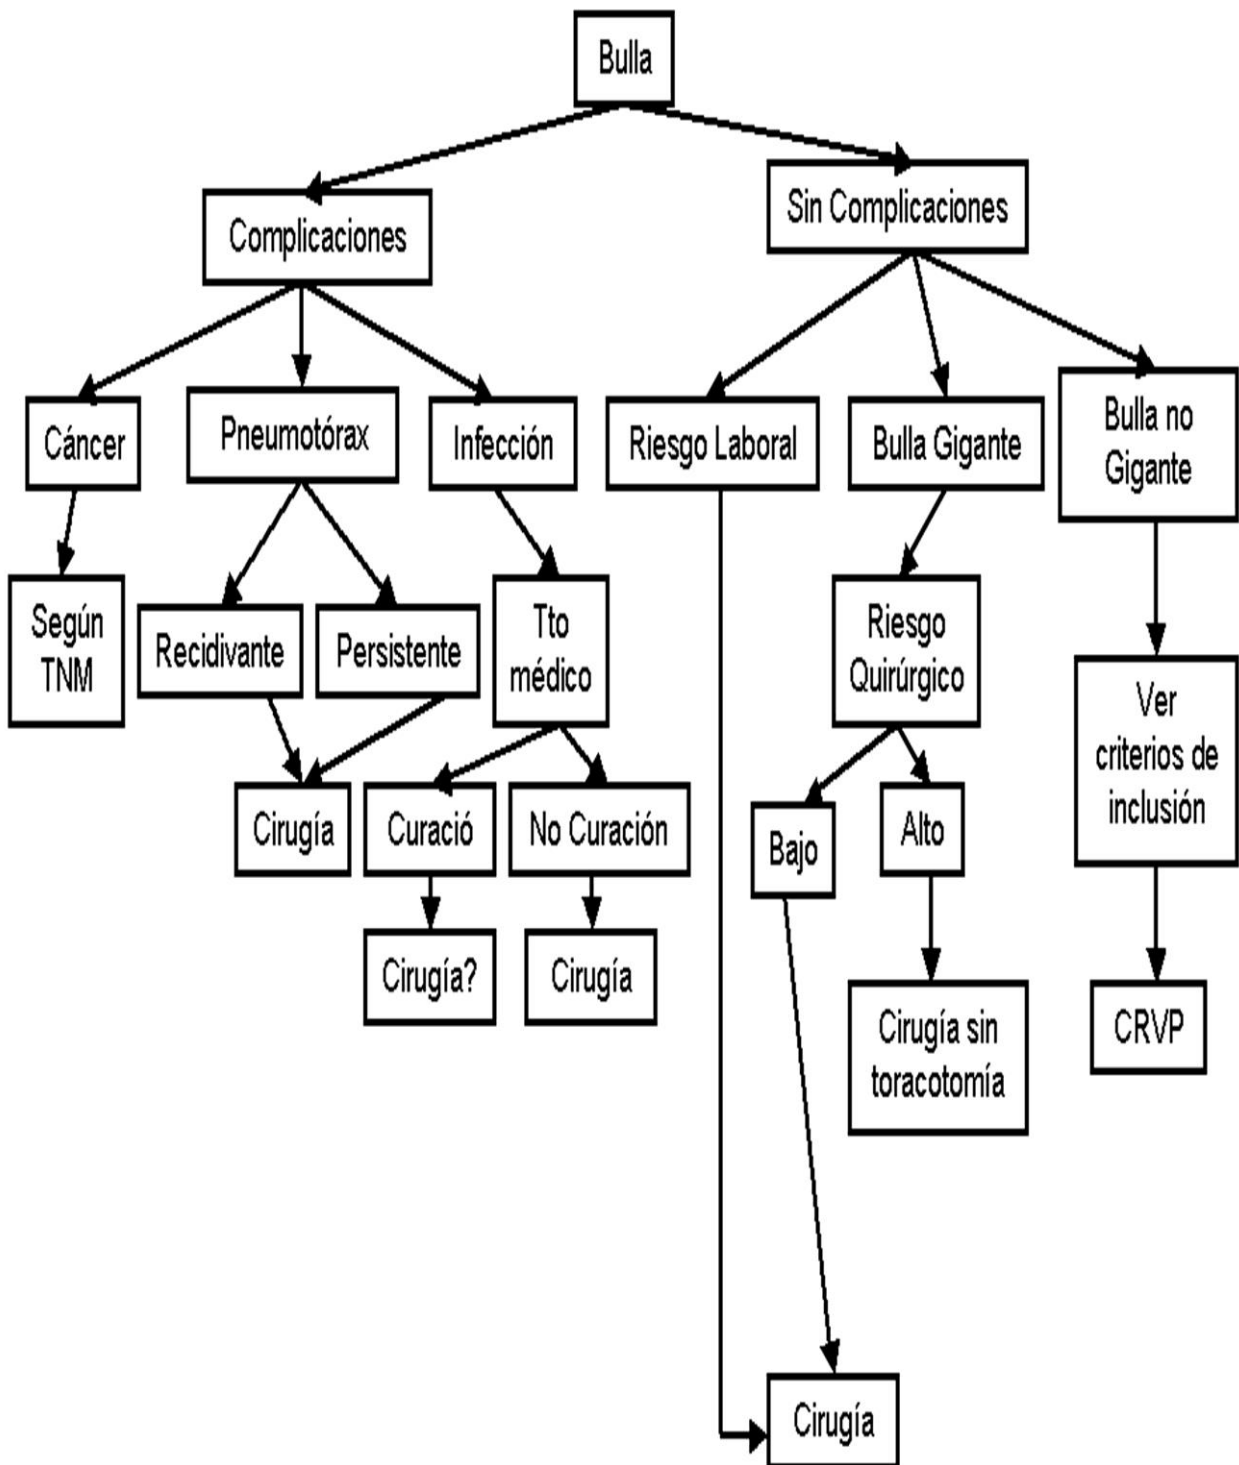 Bulla
Complicaciones
Sin Complicaciones
Cáncer
Pneumotórax
Infección
Riesgo Laboral
Bulla Gigante
Bulla no
Gigante
Según
TNM
Recidivante
Persistente
Tto
médico
Riesgo
Quirúrgico
Ver
criterios de
inclusión
Cirugía
Curació
No Curación
Bajo
Alto
Cirugía?
Cirugía
Cirugía sin
toracotomía
CRVP
Cirugía